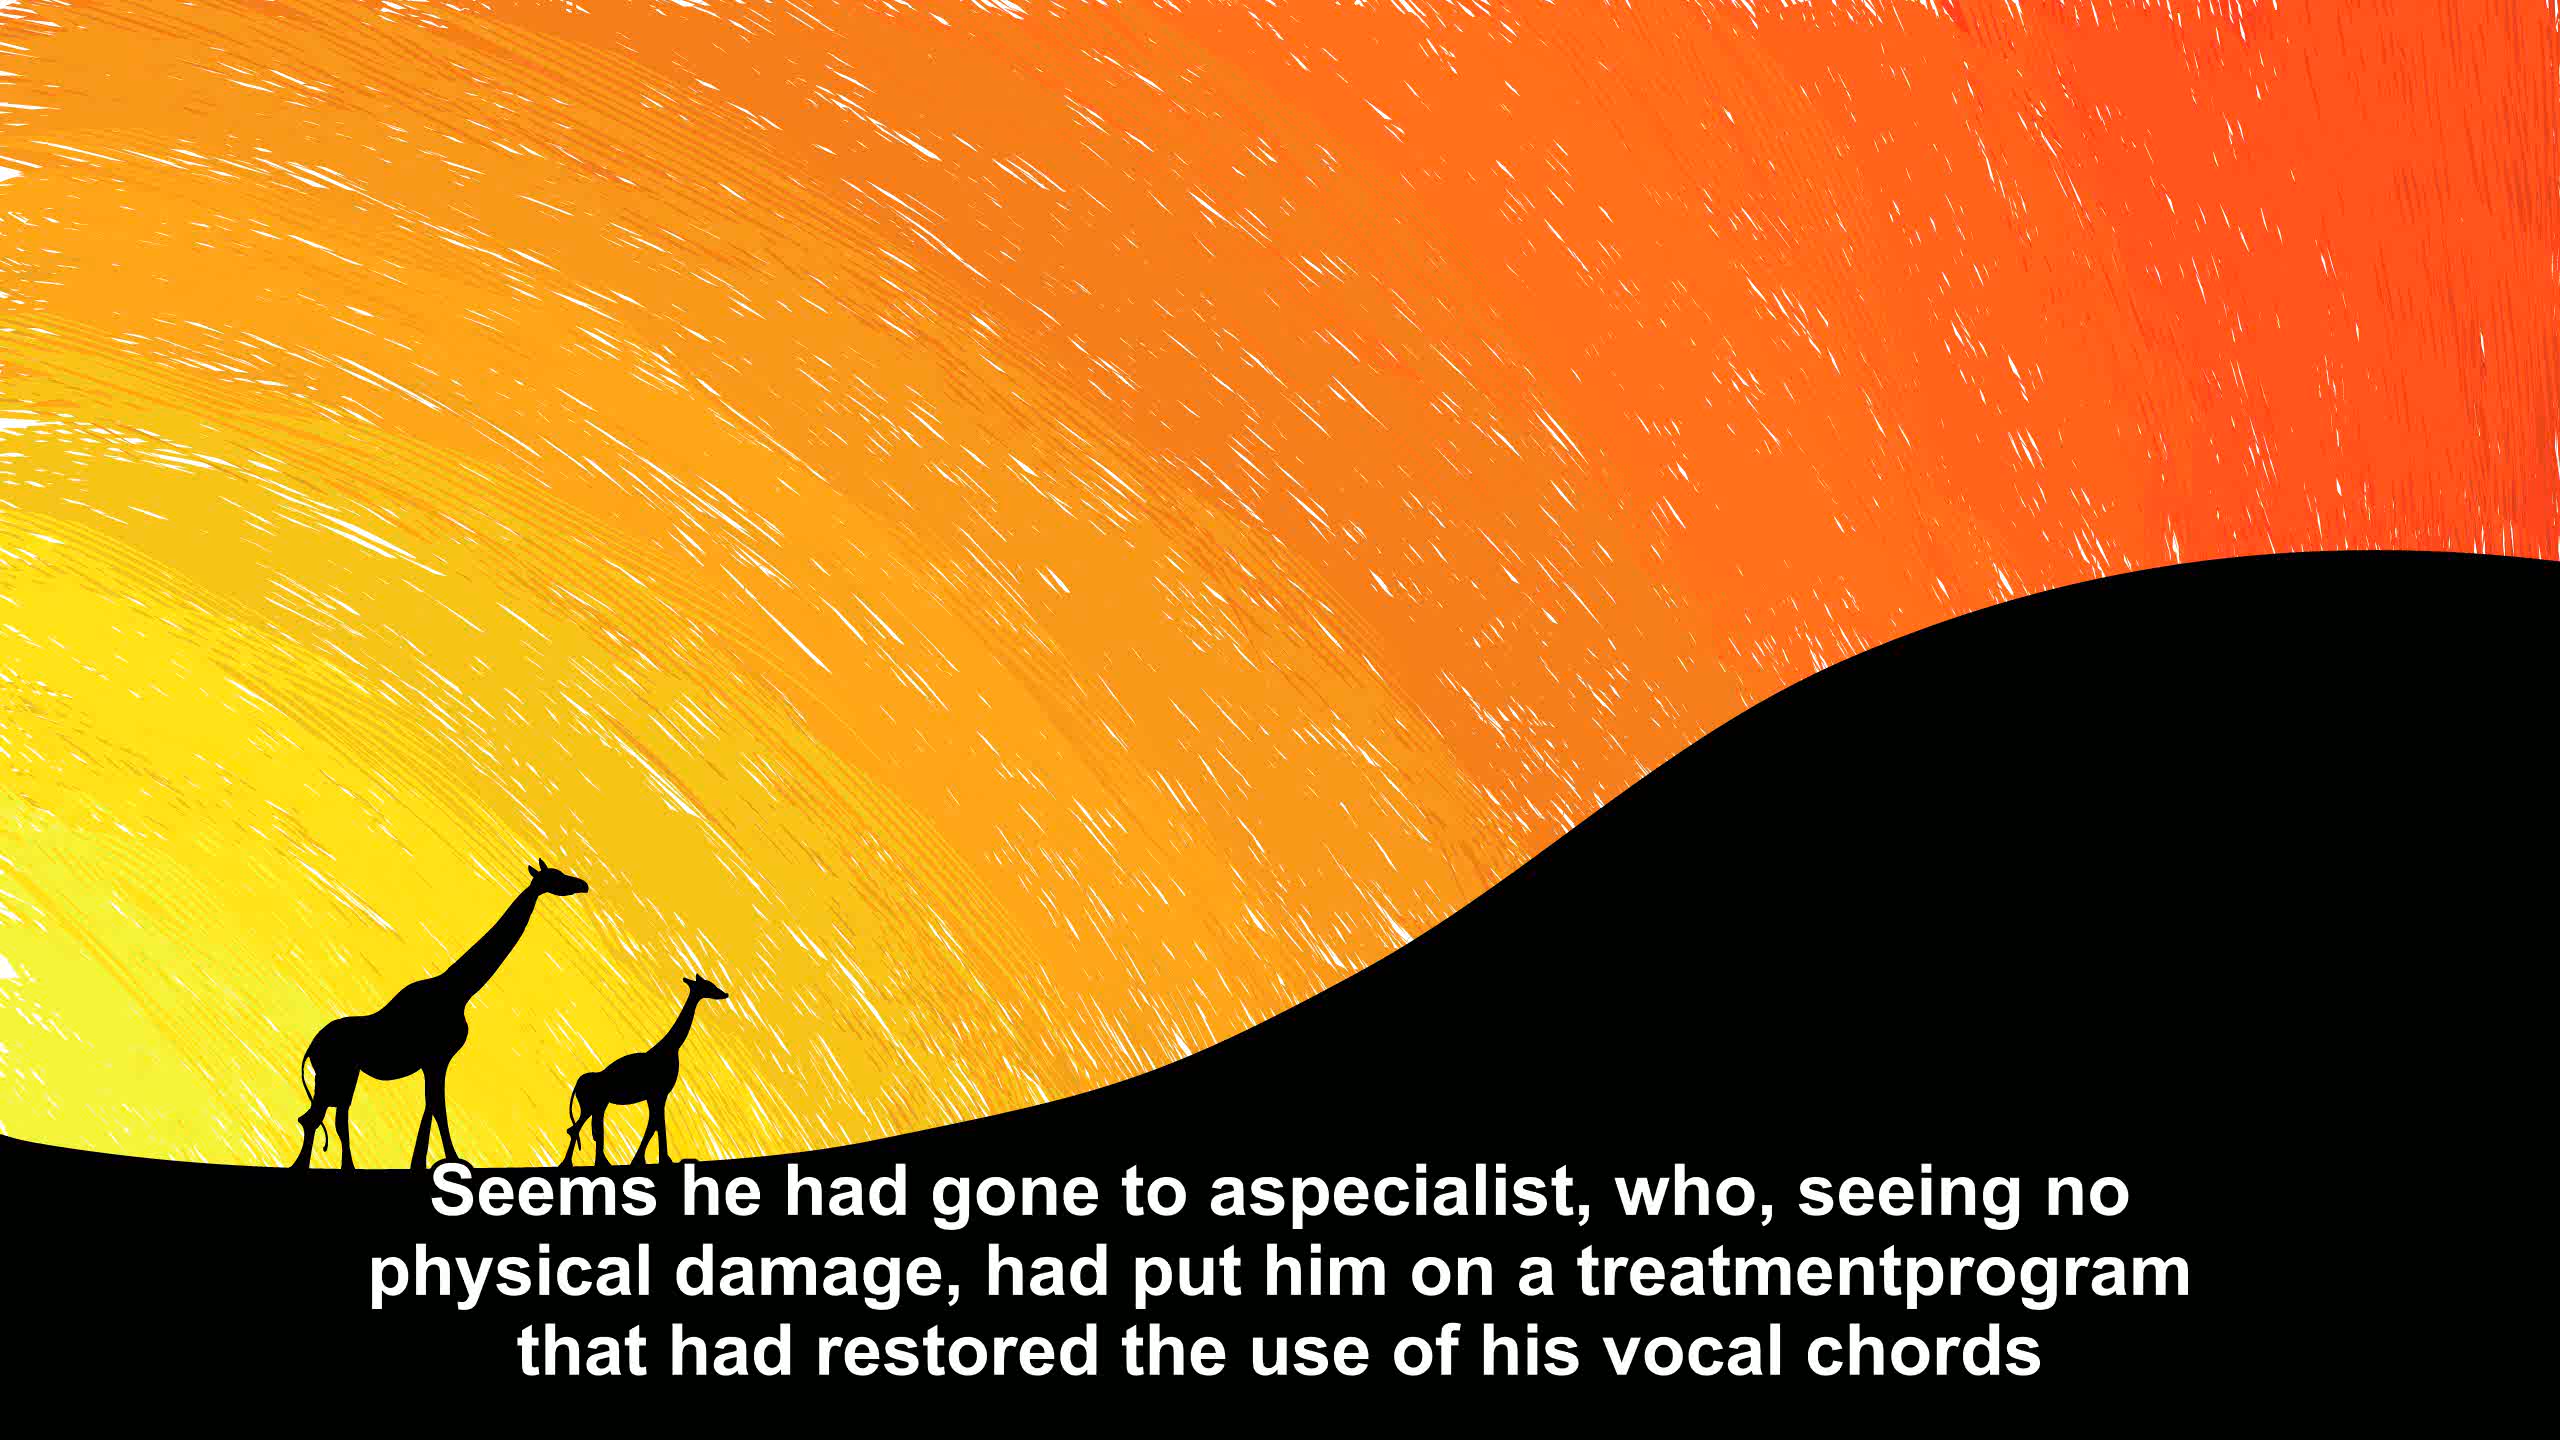 Seems he had gone to aspecialist, who, seeing no
physical damage, had put him on a treatmentprogram
that had restored the use of his vocal chords